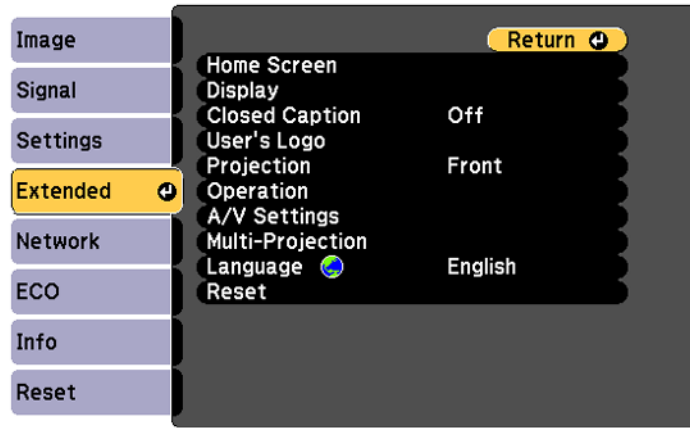 Image
Signal
Settings
Extended
Network
ECO
Info
Reset
Return
Home Screen
Display
Closed Caption Off
User's Logo
Projection Front
Operation
A/V Settings
Multi-Projection
Language English
Reset